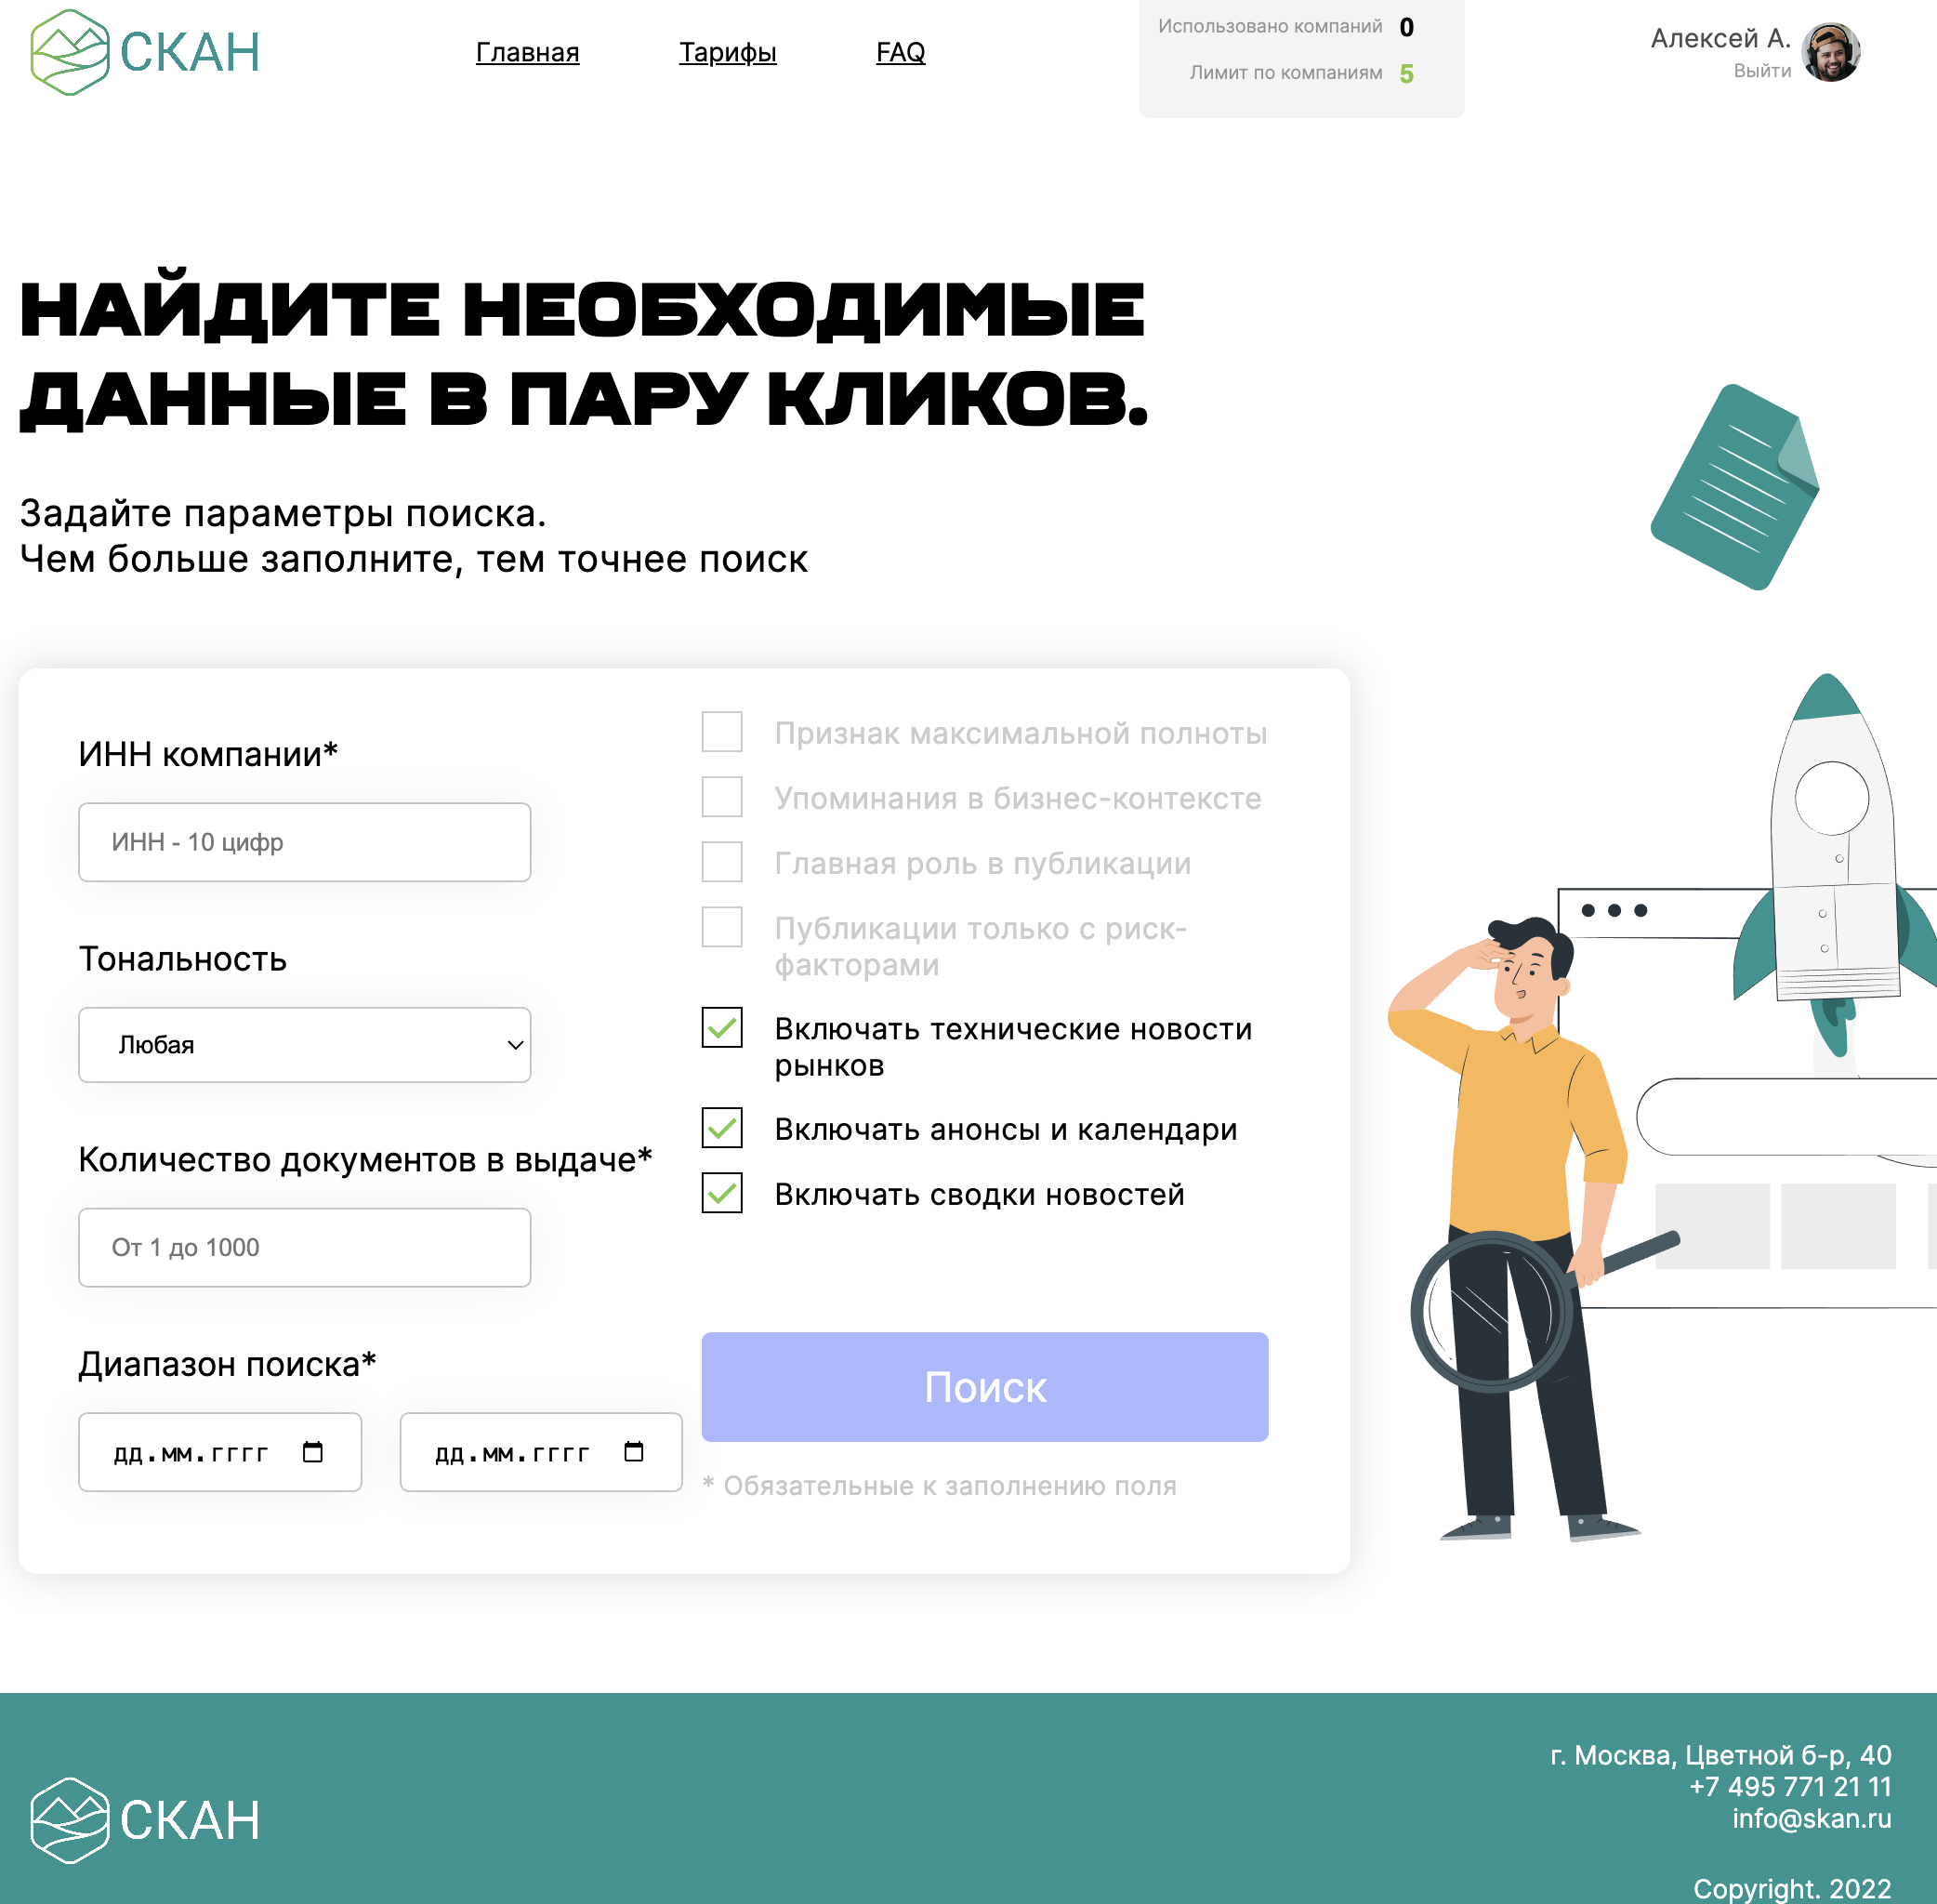 СКАН
Главная
Тарифы
FAQ
Использовано компаний 0
Лимит по компаниям 5
Алексей А.
Выйти
НАЙДИТЕ НЕОБХОДИМЫЕ
ДАННЫЕ В ПАРУ КЛИКОВ.
Задайте параметры поиска.
Чем больше заполните, тем точнее поиск
ИНН компании*
ИНН - 10 цифр
Тональность
Любая
Количество документов в выдаче*
От 1 до 1000
Диапазон поиска*
дд.мм.гггг
дд.мм.гггг
Признак максимальной полноты
Упоминания в бизнес-контексте
Главная роль в публикации
Публикации только с риск-
факторами
Включать технические новости
рынков
Включать анонсы и календари
Включать сводки новостей
Поиск
* Обязательные к заполнению поля
СКАН
г. Москва, Цветной б-р, 40
+7 495 771 21 11
info@skan.ru
Copyright. 2022